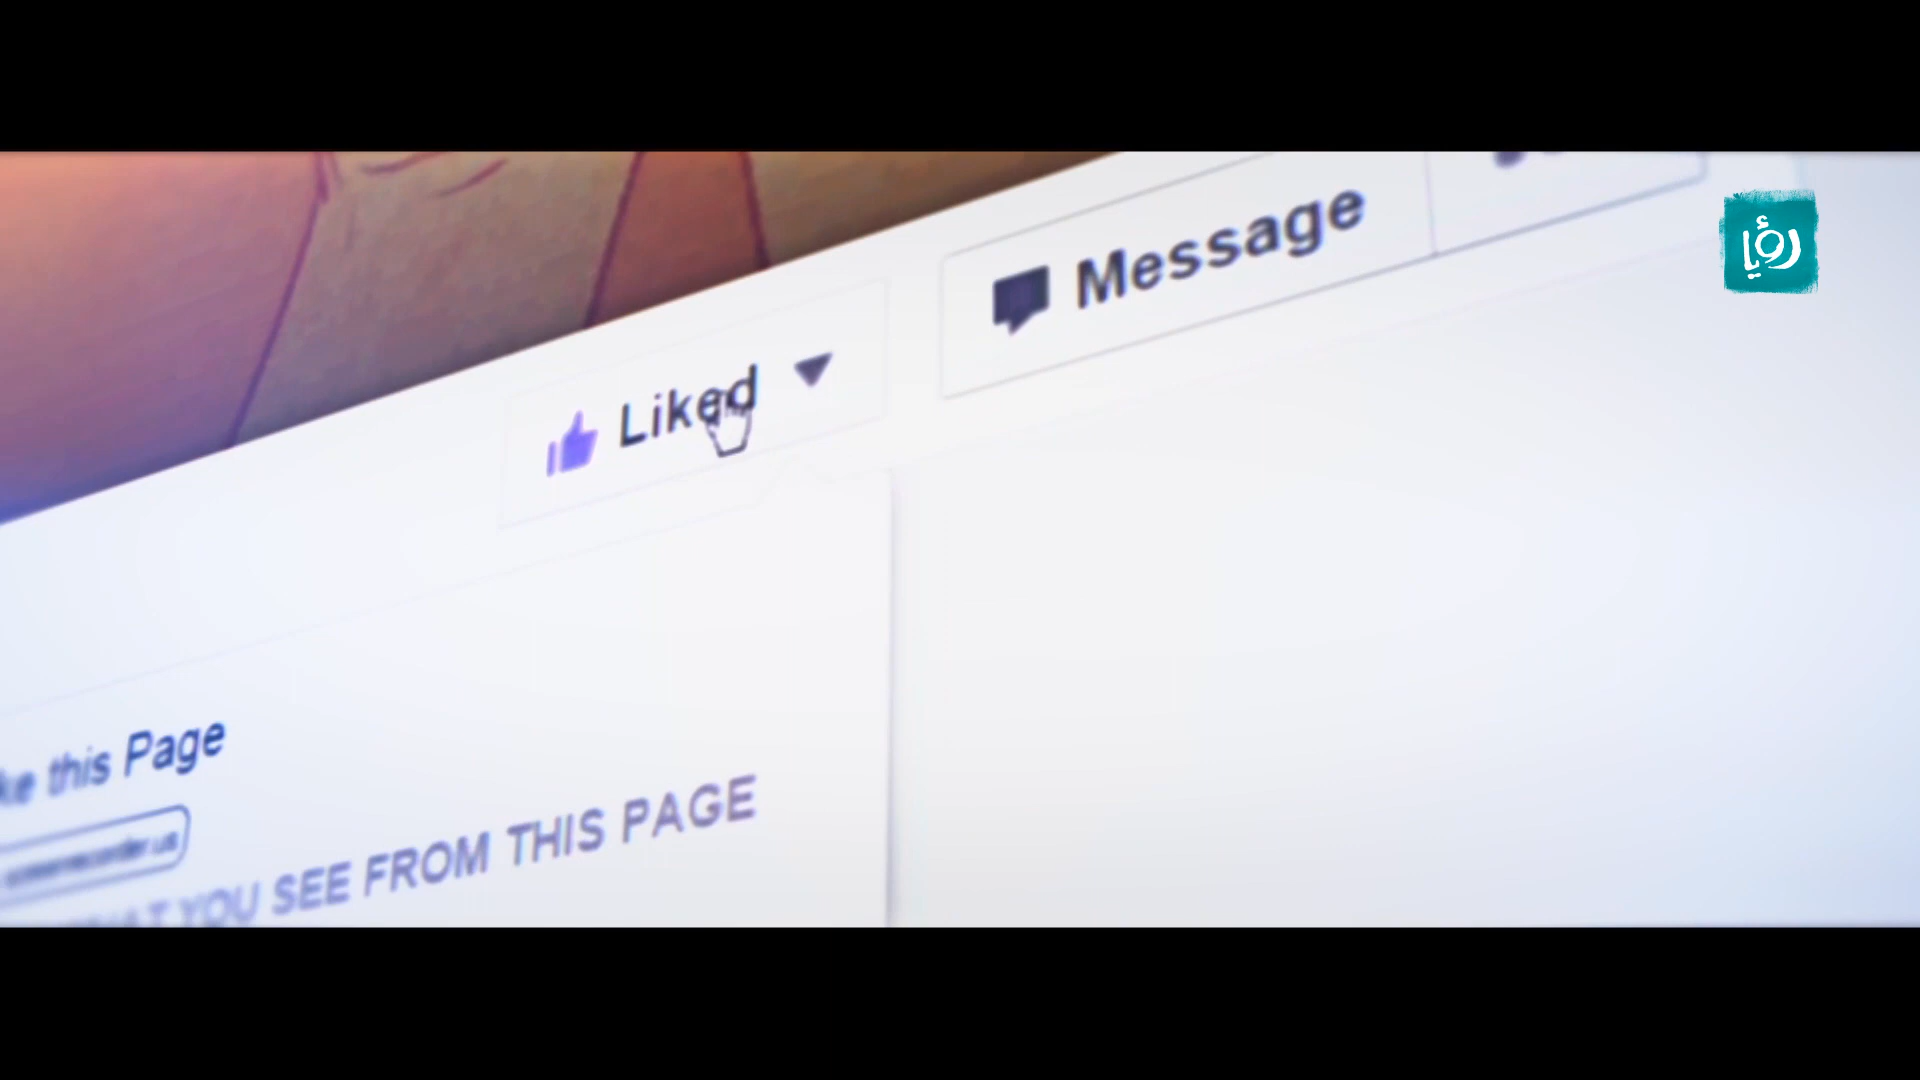 Message
رؤيا
Liked
this Page
YOU SEE FROM THIS PAGE